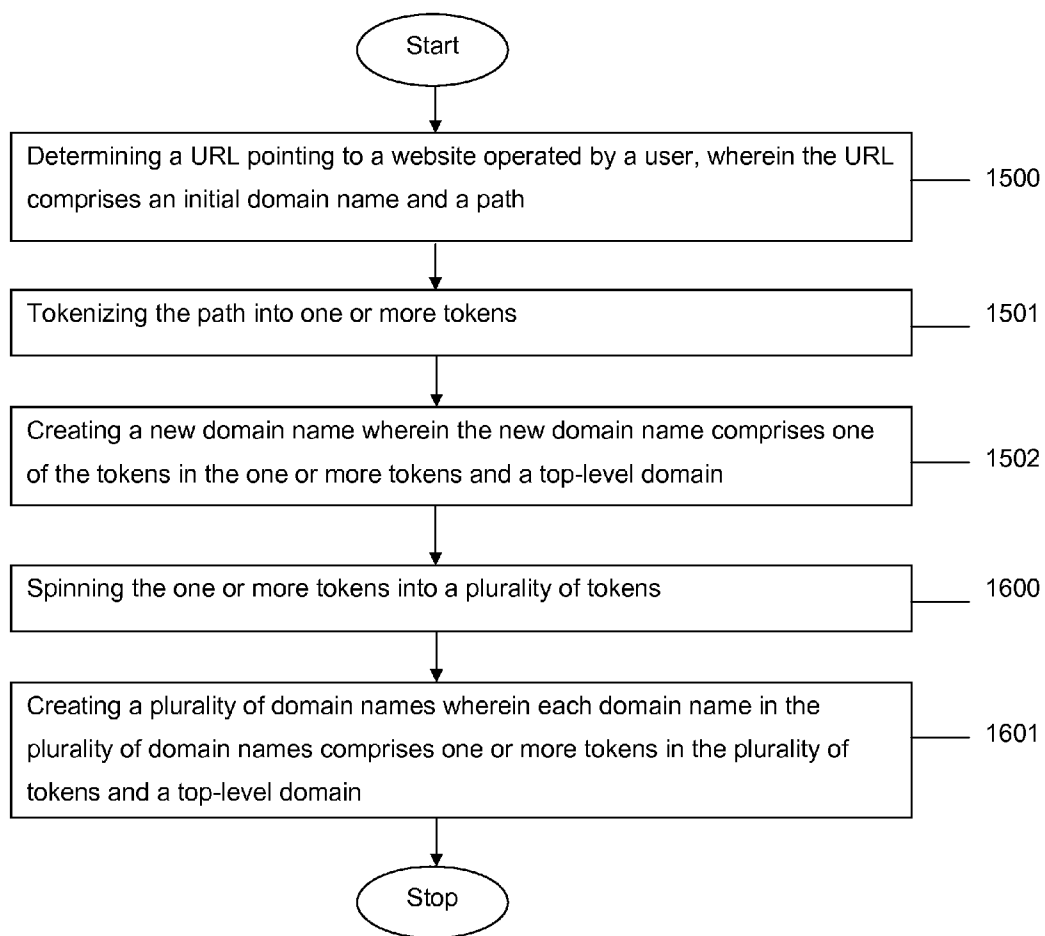 Start
Determining a URL pointing to a website operated by a user, wherein the URL
comprises an initial domain name and a path
1500
Tokenizing the path into one or more tokens
1501
Creating a new domain name wherein the new domain name comprises one
of the tokens in the one or more tokens and a top-level domain
1502
Spinning the one or more tokens into a plurality of tokens
1600
Creating a plurality of domain names wherein each domain name in the
plurality of domain names comprises one or more tokens in the plurality of
tokens and a top-level domain
1601
Stop